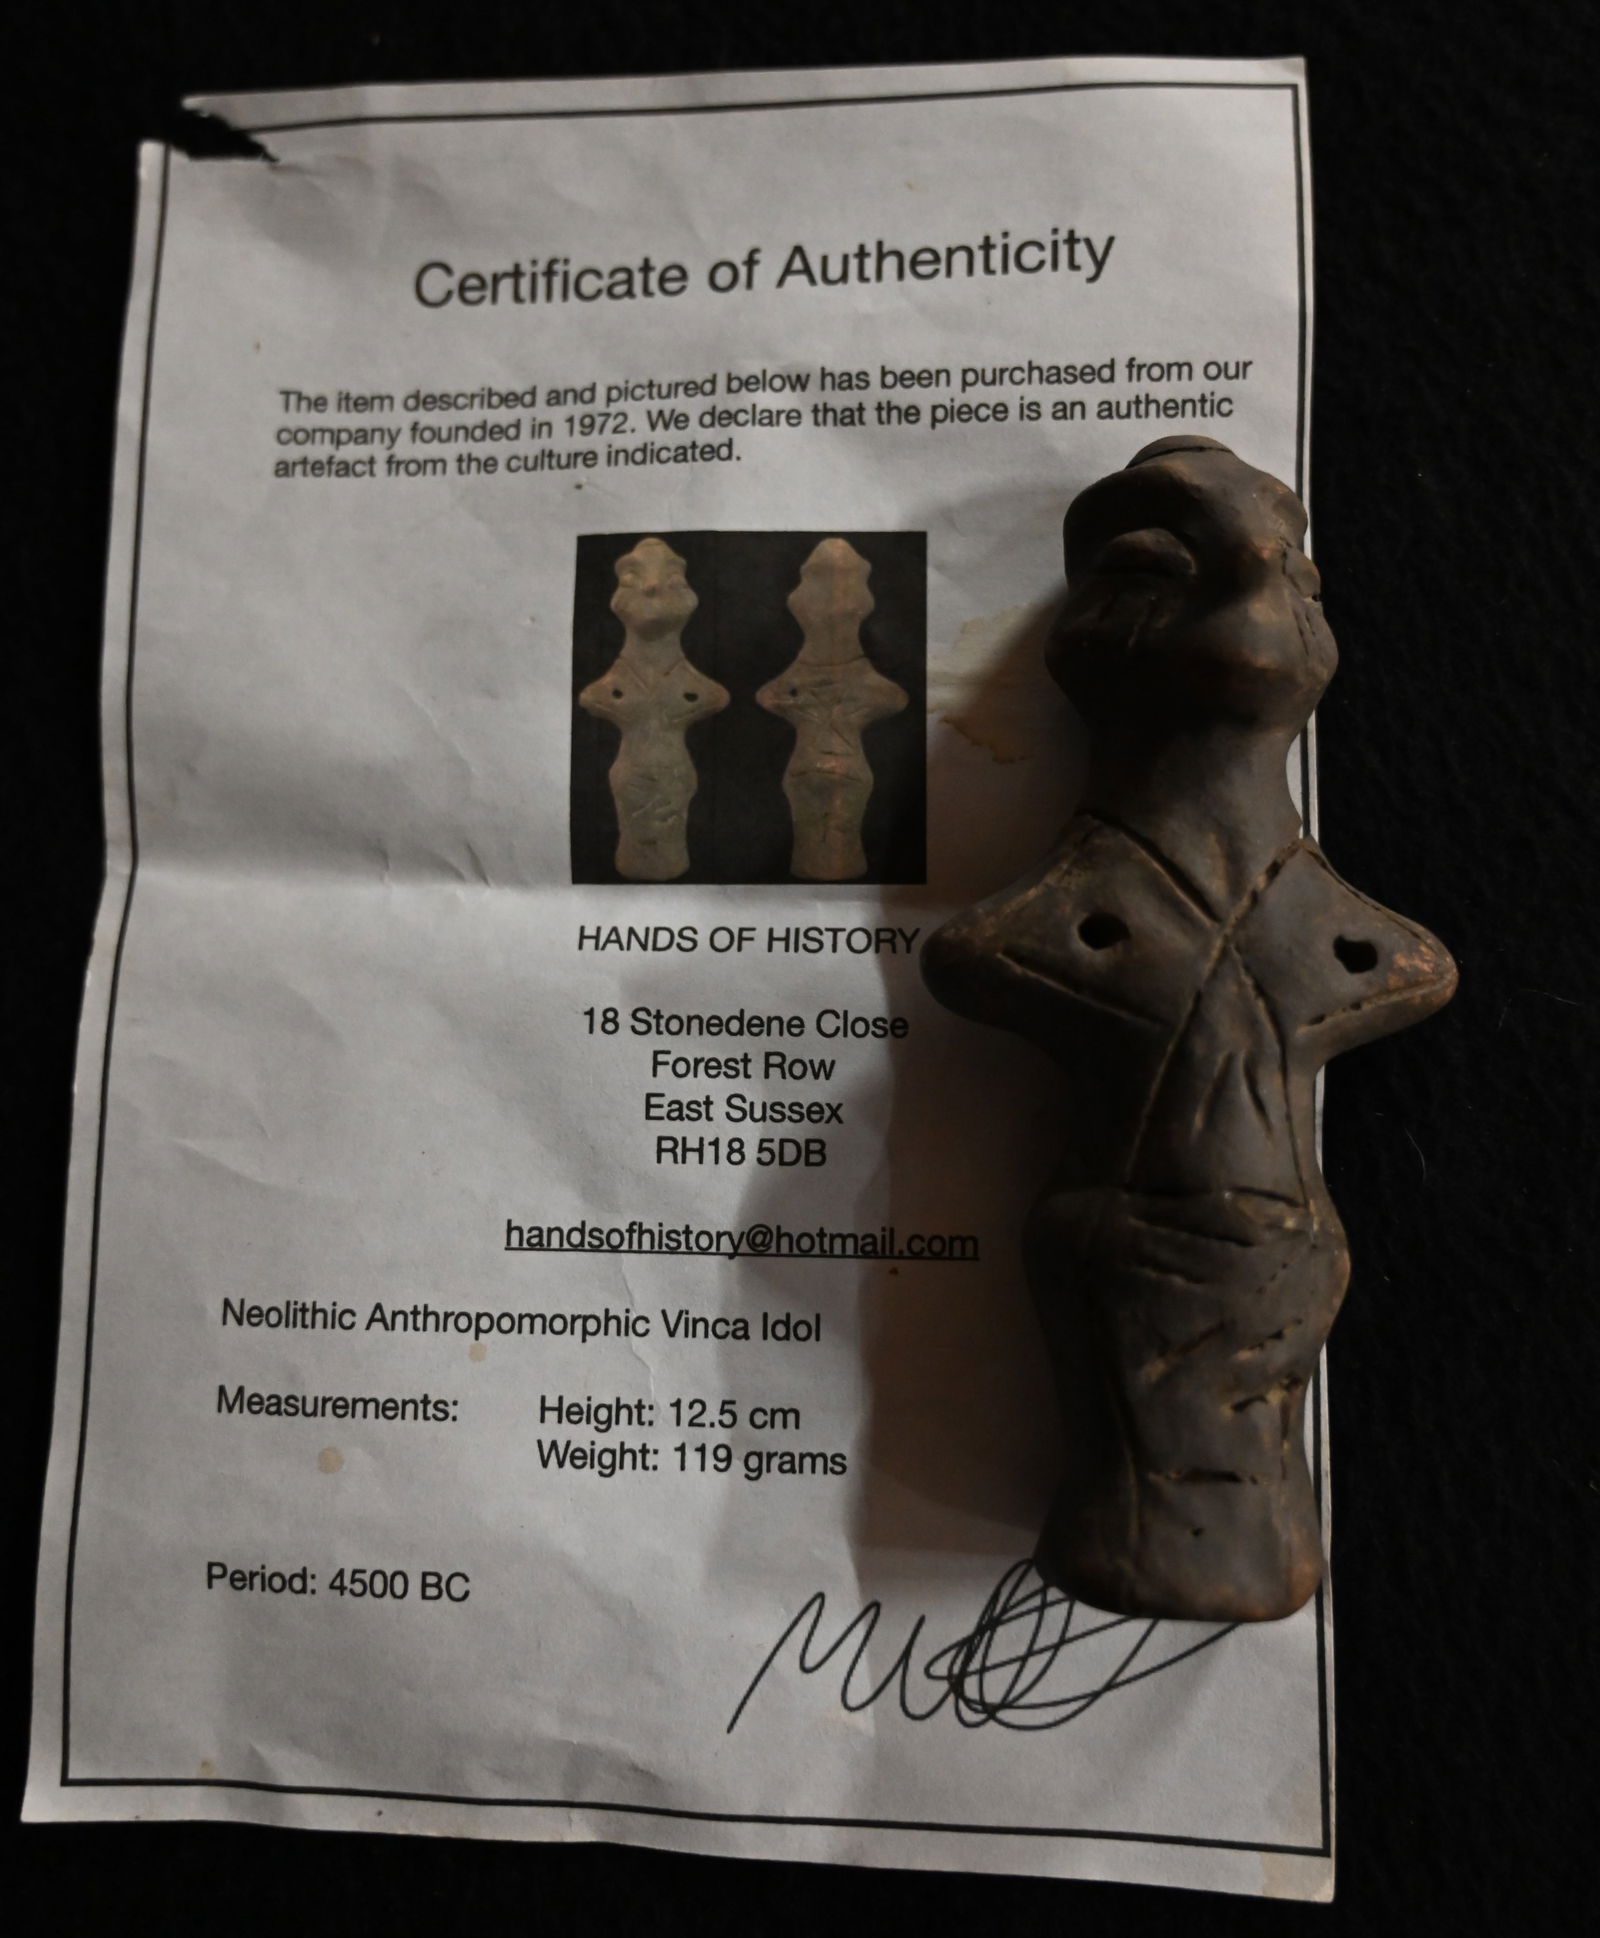 Certificate of Authenticity
The item described and pictured below has been purchased from our
company founded in 1972. We declare that the piece is an authentic
artefact from the culture indicated.
HANDS OF HISTORY
18 Stonedene Close
Forest Row
East Sussex
RH18 5DB
handsofhistory@hotmail.com
Neolithic Anthropomorphic Vinca Idol
Measurements: Height: 12.5 cm
Weight: 119 grams
Period: 4500 BC